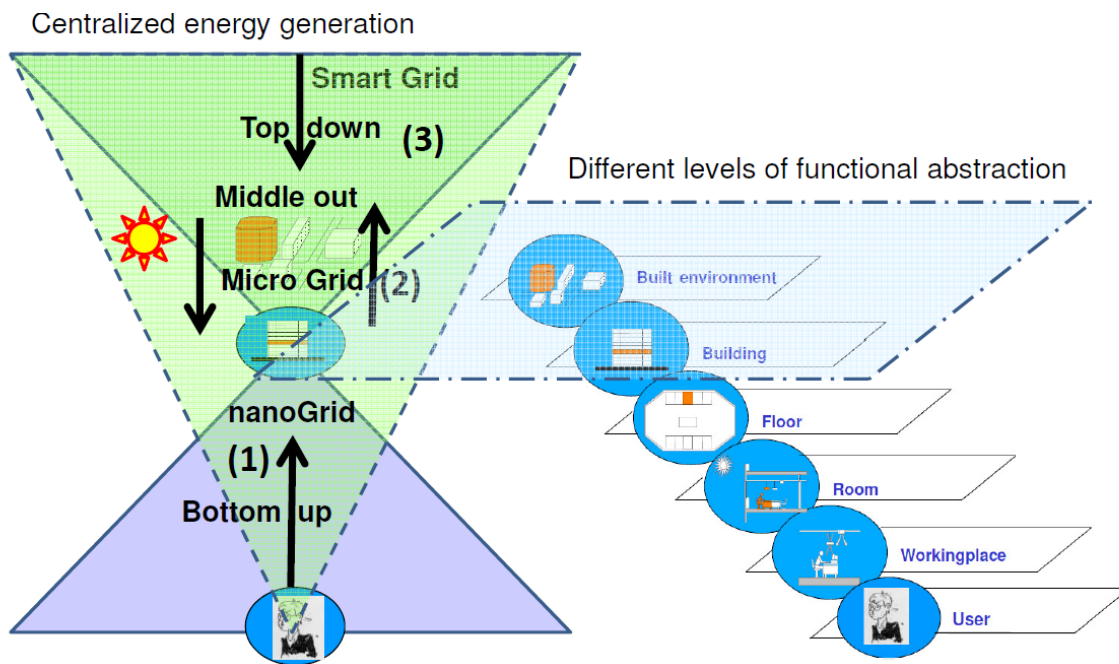 Centralized energy generation
Smart Grid
Top down (3)
Middle out
Micro Grid (2)
nanoGrid
(1)
Bottom up
Different levels of functional abstraction
Built environment
Building
Floor
Room
Workingplace
User